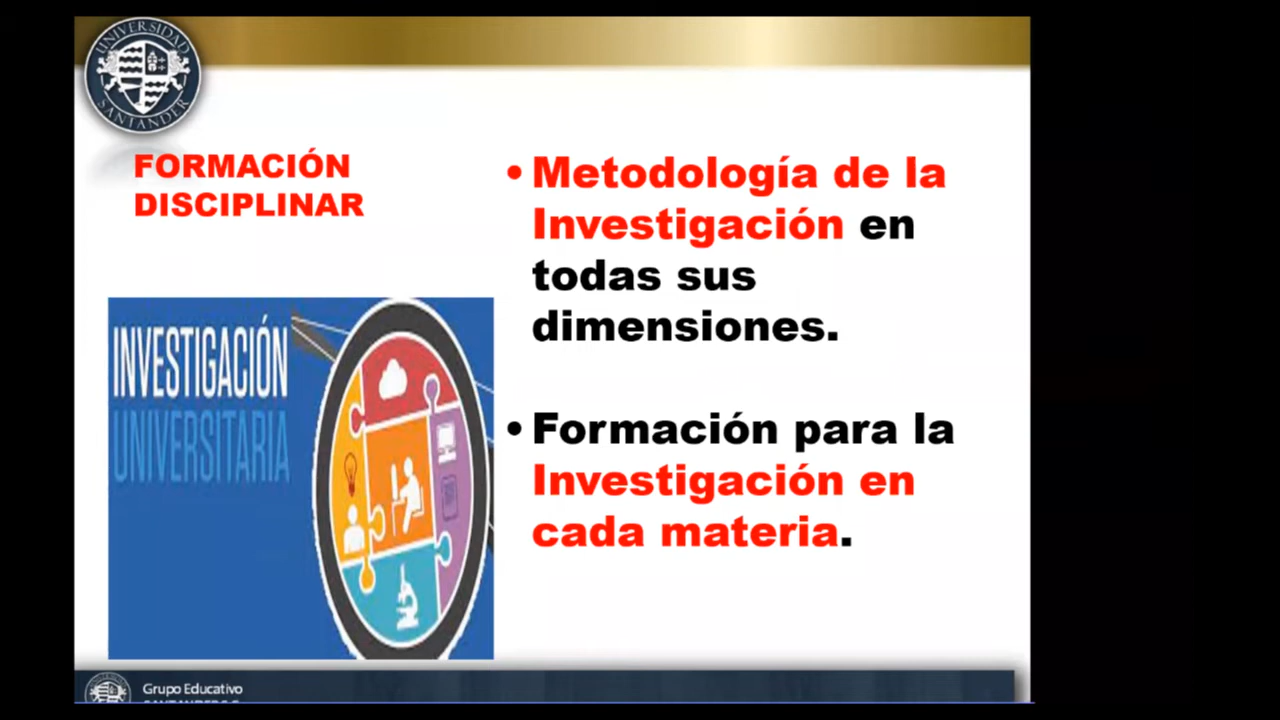 UNIVERSIDAD
SANTANDER
FORMACIÓN
DISCIPLINAR
• Metodología de la
Investigación en
todas sus
dimensiones.
• Formación para la
Investigación en
cada materia.
INVESTIGACIÓN
UNIVERSITARIA
Grupo Educativo